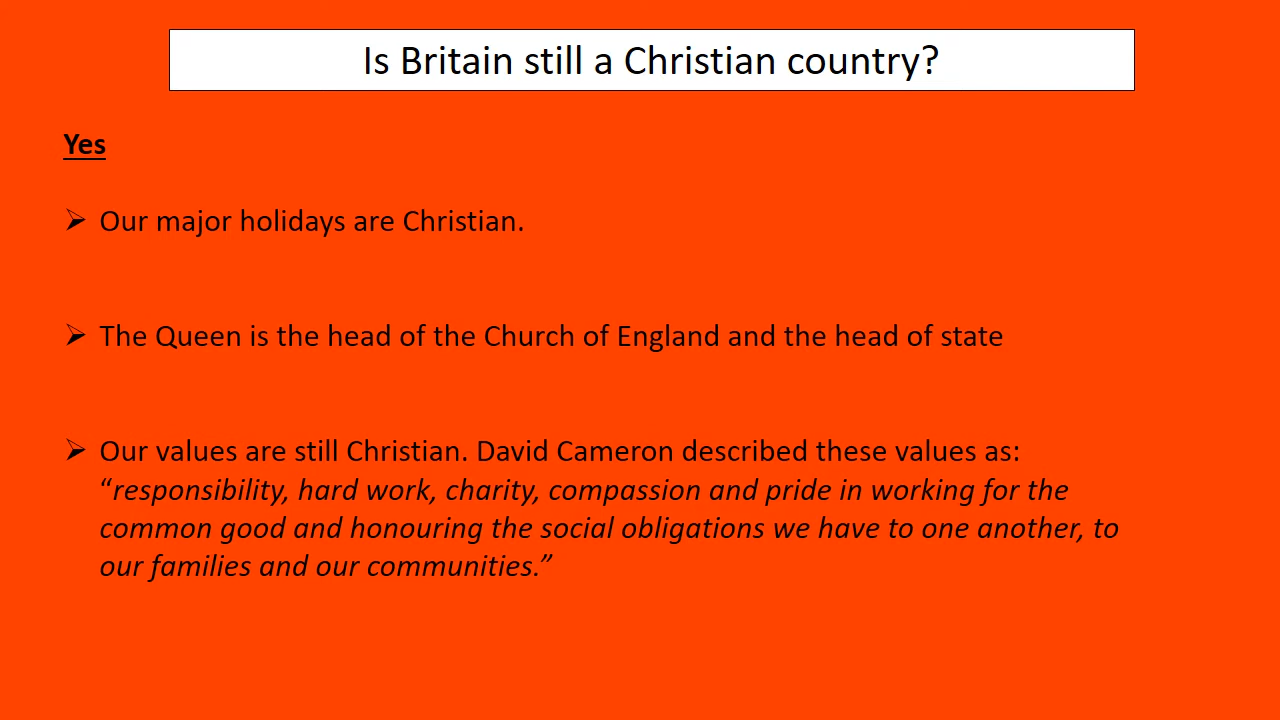 Is Britain still a Christian country?
Yes
➢ Our major holidays are Christian.
➢ The Queen is the head of the Church of England and the head of state
➢ Our values are still Christian. David Cameron described these values as:
“responsibility, hard work, charity, compassion and pride in working for the
common good and honouring the social obligations we have to one another, to
our families and our communities.”